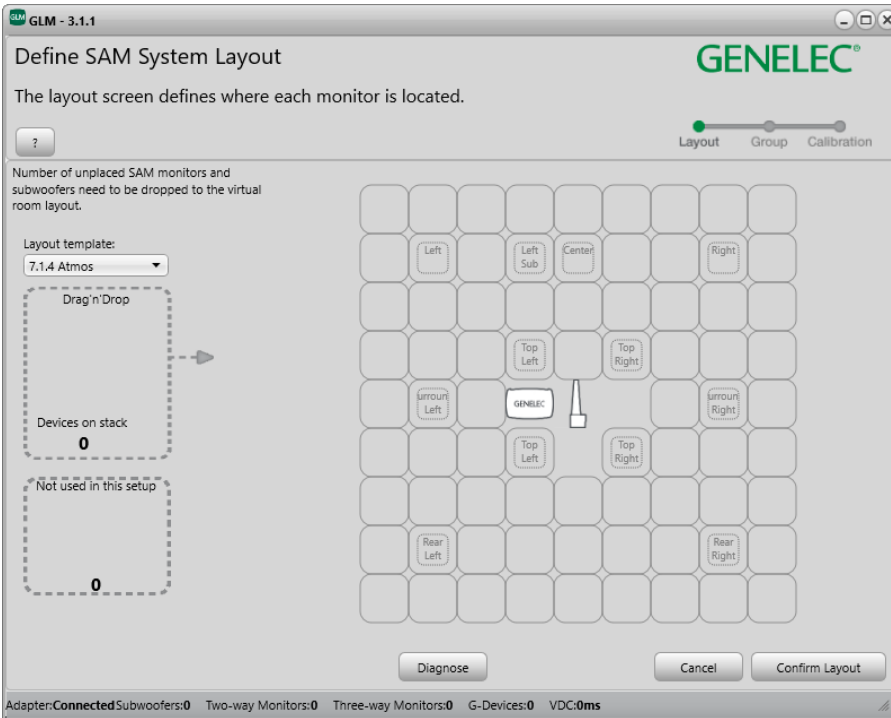 GLM GLM - 3.1.1
Define SAM System Layout
GENELEC®
The layout screen defines where each monitor is located.
?
Layout Group Calibration
Number of unplaced SAM monitors and
subwoofers need to be dropped to the virtual
room layout.
Layout template:
7.1.4 Atmos
Drag'n'Drop
Devices on stack
0
Not used in this setup
0
Left
Left
Sub
Center
Right
Top
Left
Top
Right
urroun
Left
GENELEC
urroun
Right
Top
Left
Top
Right
Rear
Left
Rear
Right
Diagnose
Cancel
Confirm Layout
Adapter:Connected Subwoofers:0 Two-way Monitors:0 Three-way Monitors:0 G-Devices:0 VDC:0ms